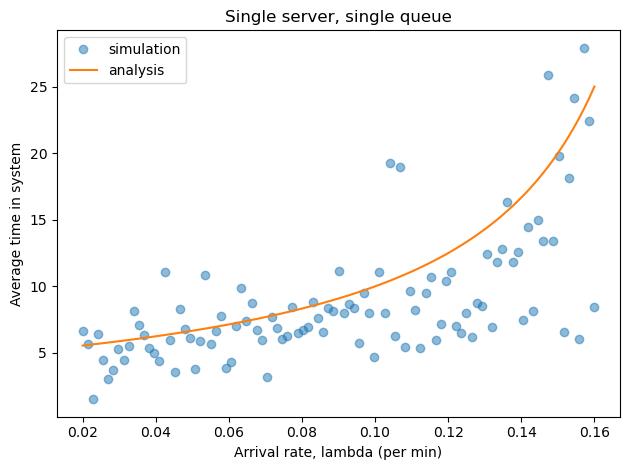 Single server, single queue
simulation
analysis
Average time in system
25
20
15
10
5
0.02 0.04 0.06 0.08 0.10 0.12 0.14 0.16
Arrival rate, lambda (per min)